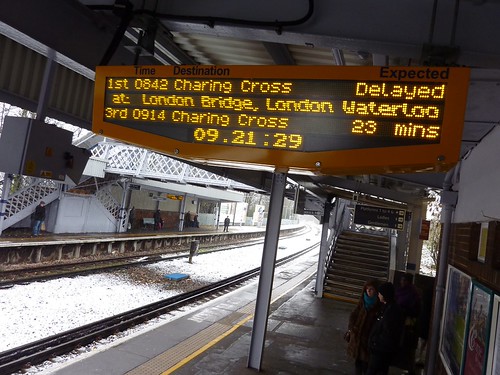 Time Destination Expected
1st 0842 Charing Cross Delayed
at: London Bridge, London Waterloo
3rd 0914 Charing Cross 23 mins
09.21:29